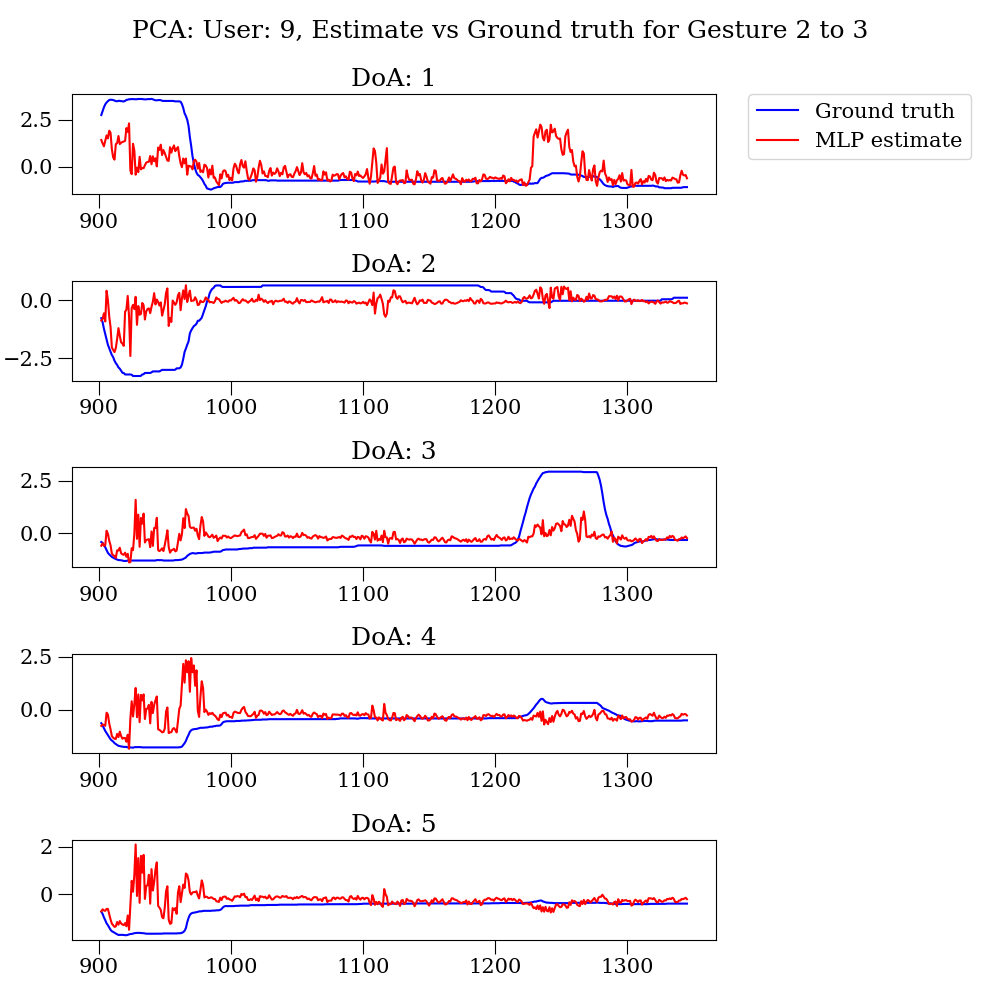 PCA: User: 9, Estimate vs Ground truth for Gesture 2 to 3
DoA: 1
Ground truth
MLP estimate
2.5
0.0
900 1000 1100 1200 1300
DoA: 2
0.0
−2.5
900 1000 1100 1200 1300
DoA: 3
2.5
0.0
900 1000 1100 1200 1300
DoA: 4
2.5
0.0
900 1000 1100 1200 1300
DoA: 5
2
0
900 1000 1100 1200 1300